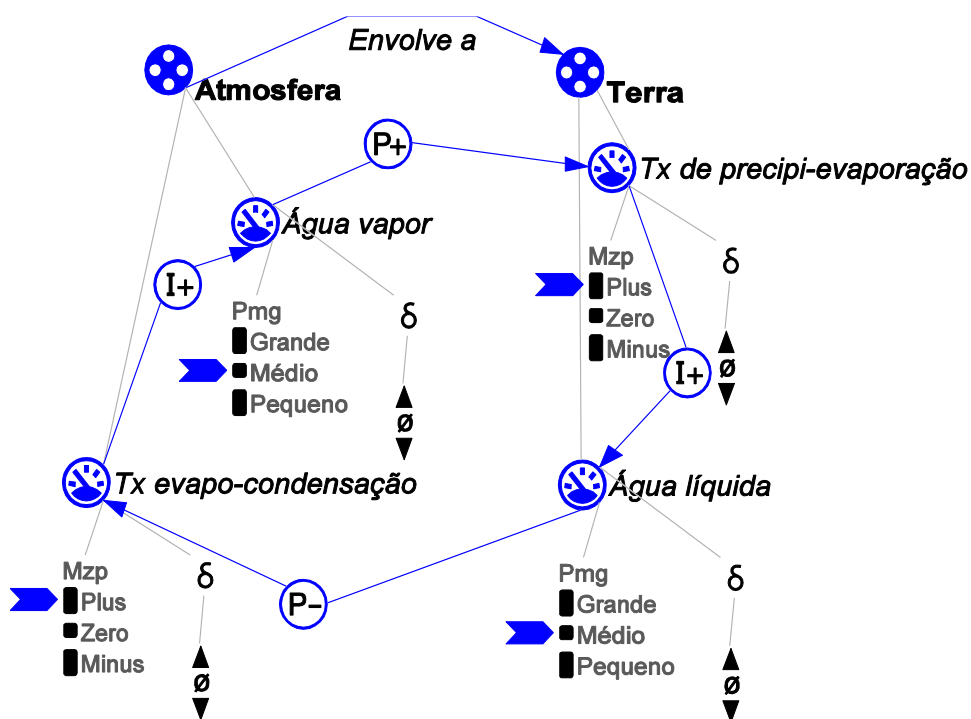 Envolve a
Atmosfera
Terra
P+
Tx de precipi-evaporação
Água vapor
Mzp
Plus
Zero
Minus
δ
ø
I+
Pmg
Grande
Médio
Pequeno
δ
ø
I+
Tx evapo-condensação
Água líquida
Mzp
Plus
Zero
Minus
δ
ø
P−
Pmg
Grande
Médio
Pequeno
δ
ø